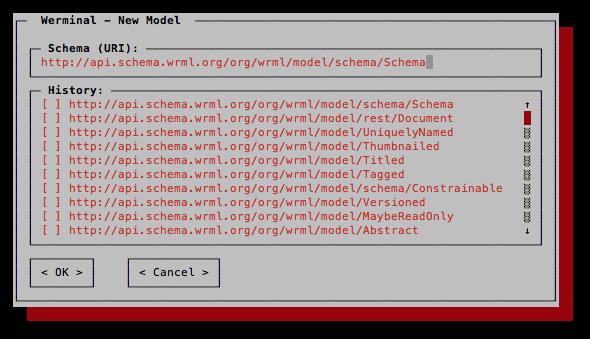 Werminal - New Model
Schema (URI):
http://api.schema.wrml.org/org/wrml/model/schema/Schema
History:
[ ] http://api.schema.wrml.org/org/wrml/model/schema/Schema ↑
[ ] http://api.schema.wrml.org/org/wrml/model/rest/Document
[ ] http://api.schema.wrml.org/org/wrml/model/UniquelyNamed
[ ] http://api.schema.wrml.org/org/wrml/model/Thumbnailed
[ ] http://api.schema.wrml.org/org/wrml/model/Titled
[ ] http://api.schema.wrml.org/org/wrml/model/Tagged
[ ] http://api.schema.wrml.org/org/wrml/model/schema/Constrainable
[ ] http://api.schema.wrml.org/org/wrml/model/Versioned
[ ] http://api.schema.wrml.org/org/wrml/model/MaybeReadOnly
[ ] http://api.schema.wrml.org/org/wrml/model/Abstract ↓
< OK > < Cancel >